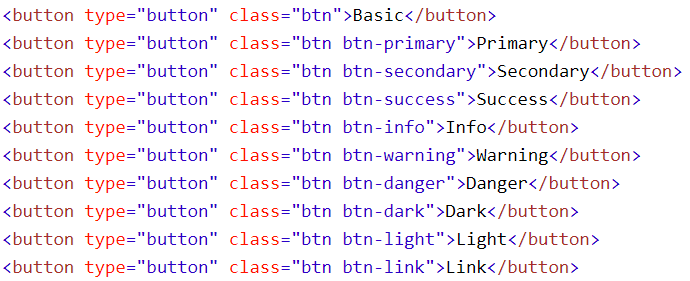 <button type="button" class="btn">Basic</button>
<button type="button" class="btn btn-primary">Primary</button>
<button type="button" class="btn btn-secondary">Secondary</button>
<button type="button" class="btn btn-success">Success</button>
<button type="button" class="btn btn-info">Info</button>
<button type="button" class="btn btn-warning">Warning</button>
<button type="button" class="btn btn-danger">Danger</button>
<button type="button" class="btn btn-dark">Dark</button>
<button type="button" class="btn btn-light">Light</button>
<button type="button" class="btn btn-link">Link</button>